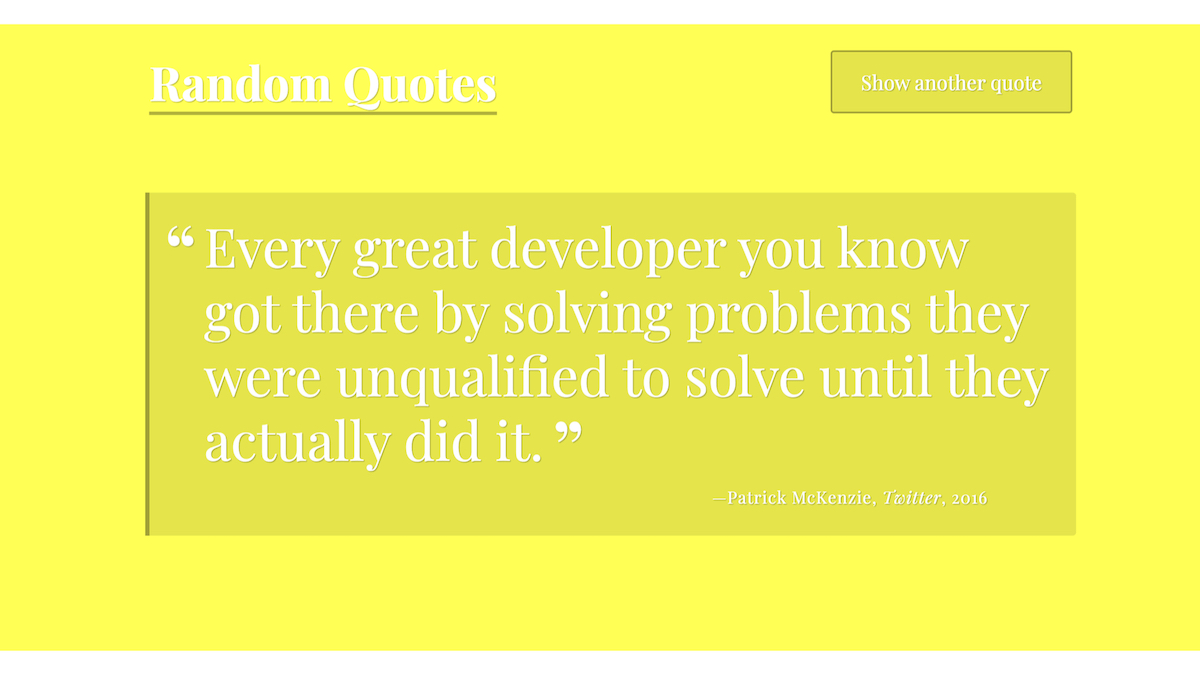 Random Quotes
Show another quote
“Every great developer you know
got there by solving problems they
were unqualified to solve until they
actually did it.”
—Patrick McKenzie, Twitter, 2016